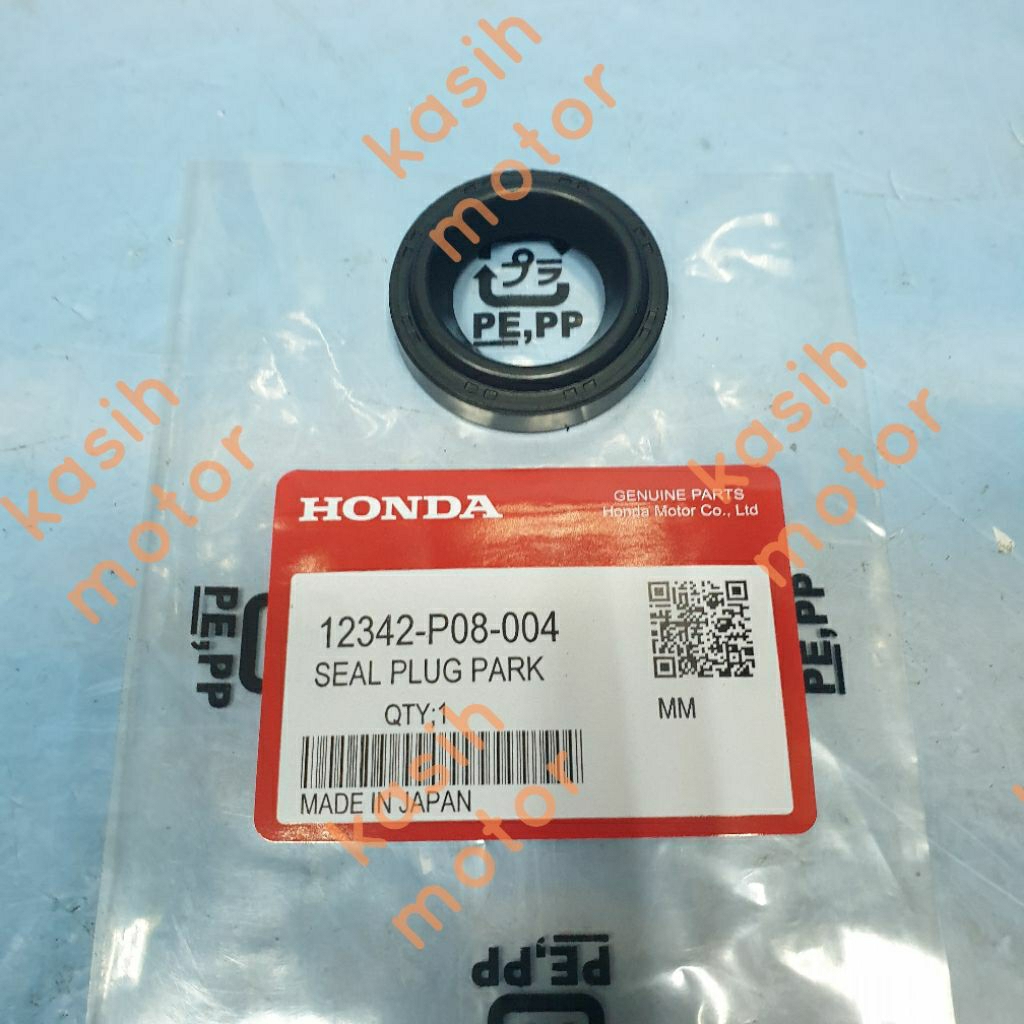 kasih
motor
プラ
PE,PP
kasih
motor
kasih
motor
HONDA
GENUINE PARTS
Honda Motor Co., Ltd
PE,PP
PE,PP
12342-P08-004
SEAL PLUG PARK
QTY;1
MM
MADE IN JAPAN
kasih
motor
PE,PP